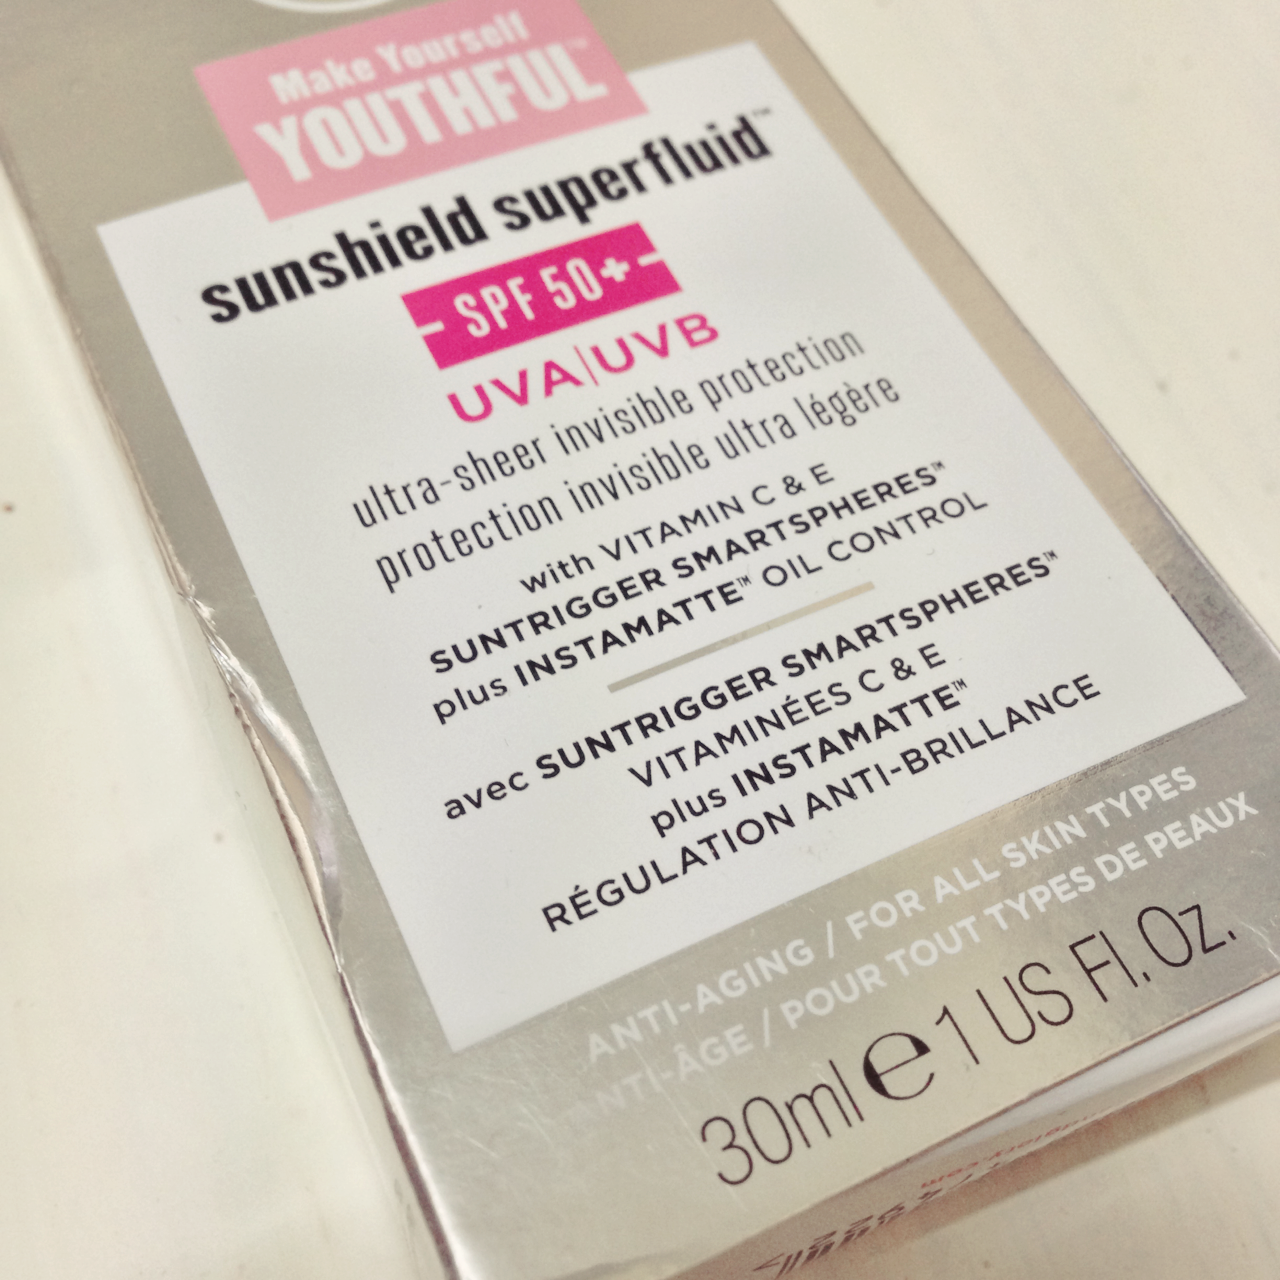 Make Yourself
YOUTHFUL™
sunshield superfluid™
- SPF 50+ -
UVA|UVB
ultra-sheer invisible protection
protection invisible ultra légère
with VITAMIN C & E
SUNTRIGGER SMARTSPHERES™
plus INSTAMATTE™ OIL CONTROL
avec SUNTRIGGER SMARTSPHERES™
VITAMINÉES C & E
plus INSTAMATTE™
RÉGULATION ANTI-BRILLANCE
ANTI-AGING / FOR ALL SKIN TYPES
ANTI-ÂGE / POUR TOUT TYPES DE PEAUX
30ml e 1 US Fl. Oz.